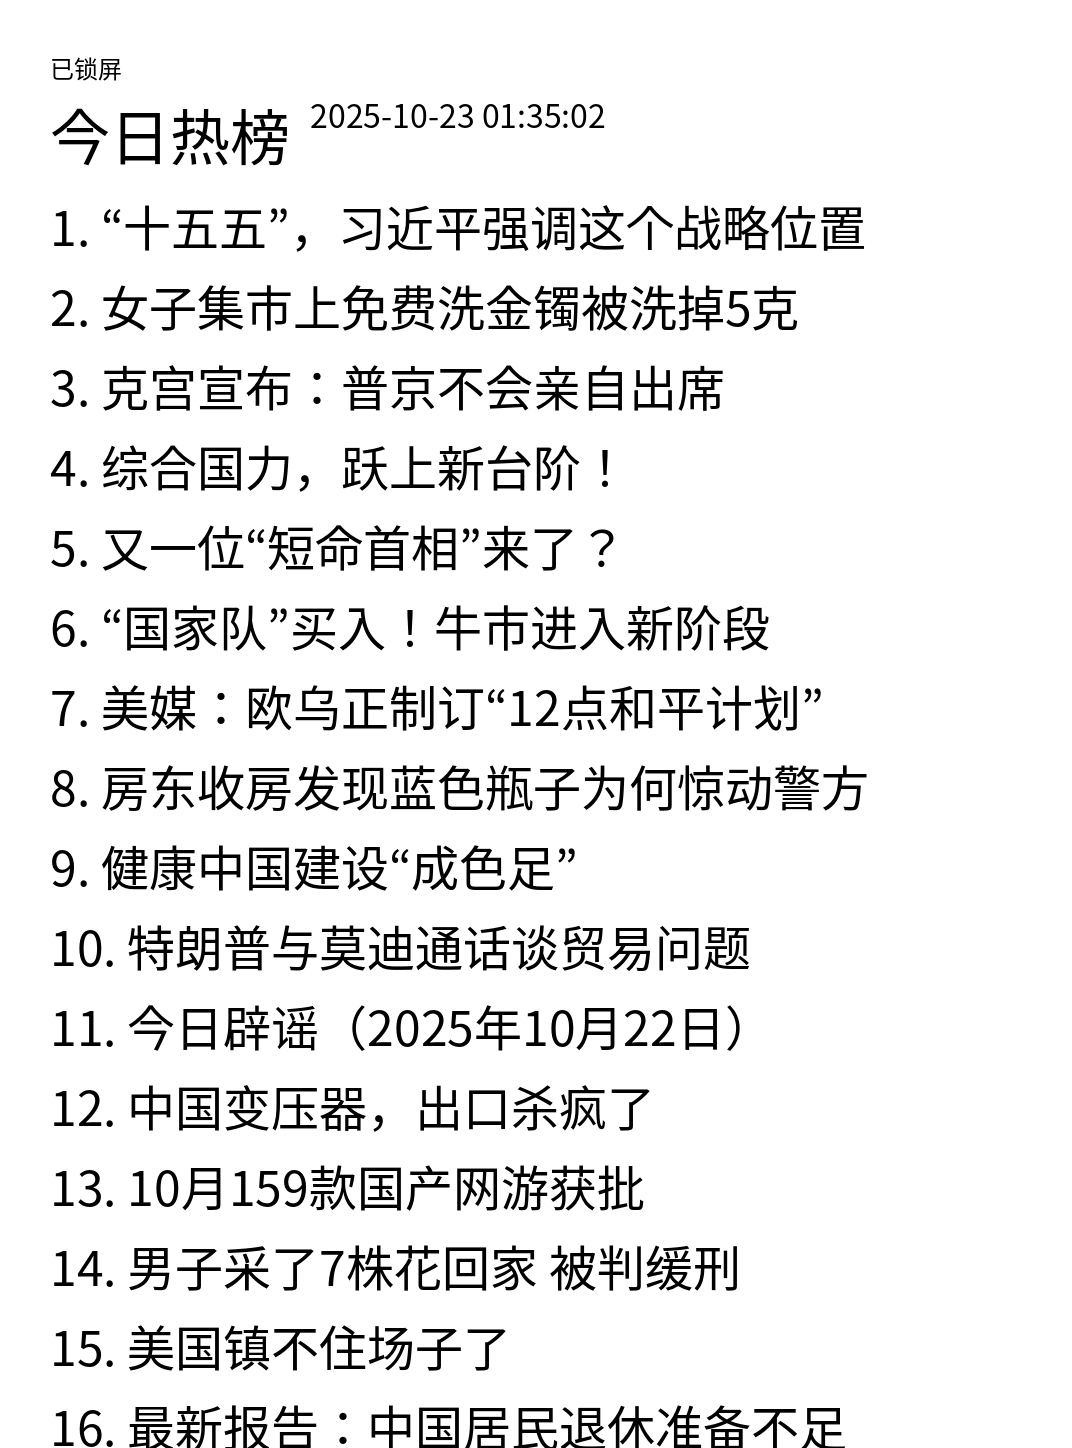 已锁屏
今日热榜 2025-10-23 01:35:02
1. “十五五”，习近平强调这个战略位置
2. 女子集市上免费洗金镯被洗掉5克
3. 克宫宣布：普京不会亲自出席
4. 综合国力，跃上新台阶！
5. 又一位“短命首相”来了？
6. “国家队”买入！牛市进入新阶段
7. 美媒：欧乌正制订“12点和平计划”
8. 房东收房发现蓝色瓶子为何惊动警方
9. 健康中国建设“成色足”
10. 特朗普与莫迪通话谈贸易问题
11. 今日辟谣（2025年10月22日）
12. 中国变压器，出口杀疯了
13. 10月159款国产网游获批
14. 男子采了7株花回家 被判缓刑
15. 美国镇不住场子了
16. 最新报告：中国居民退休准备不足